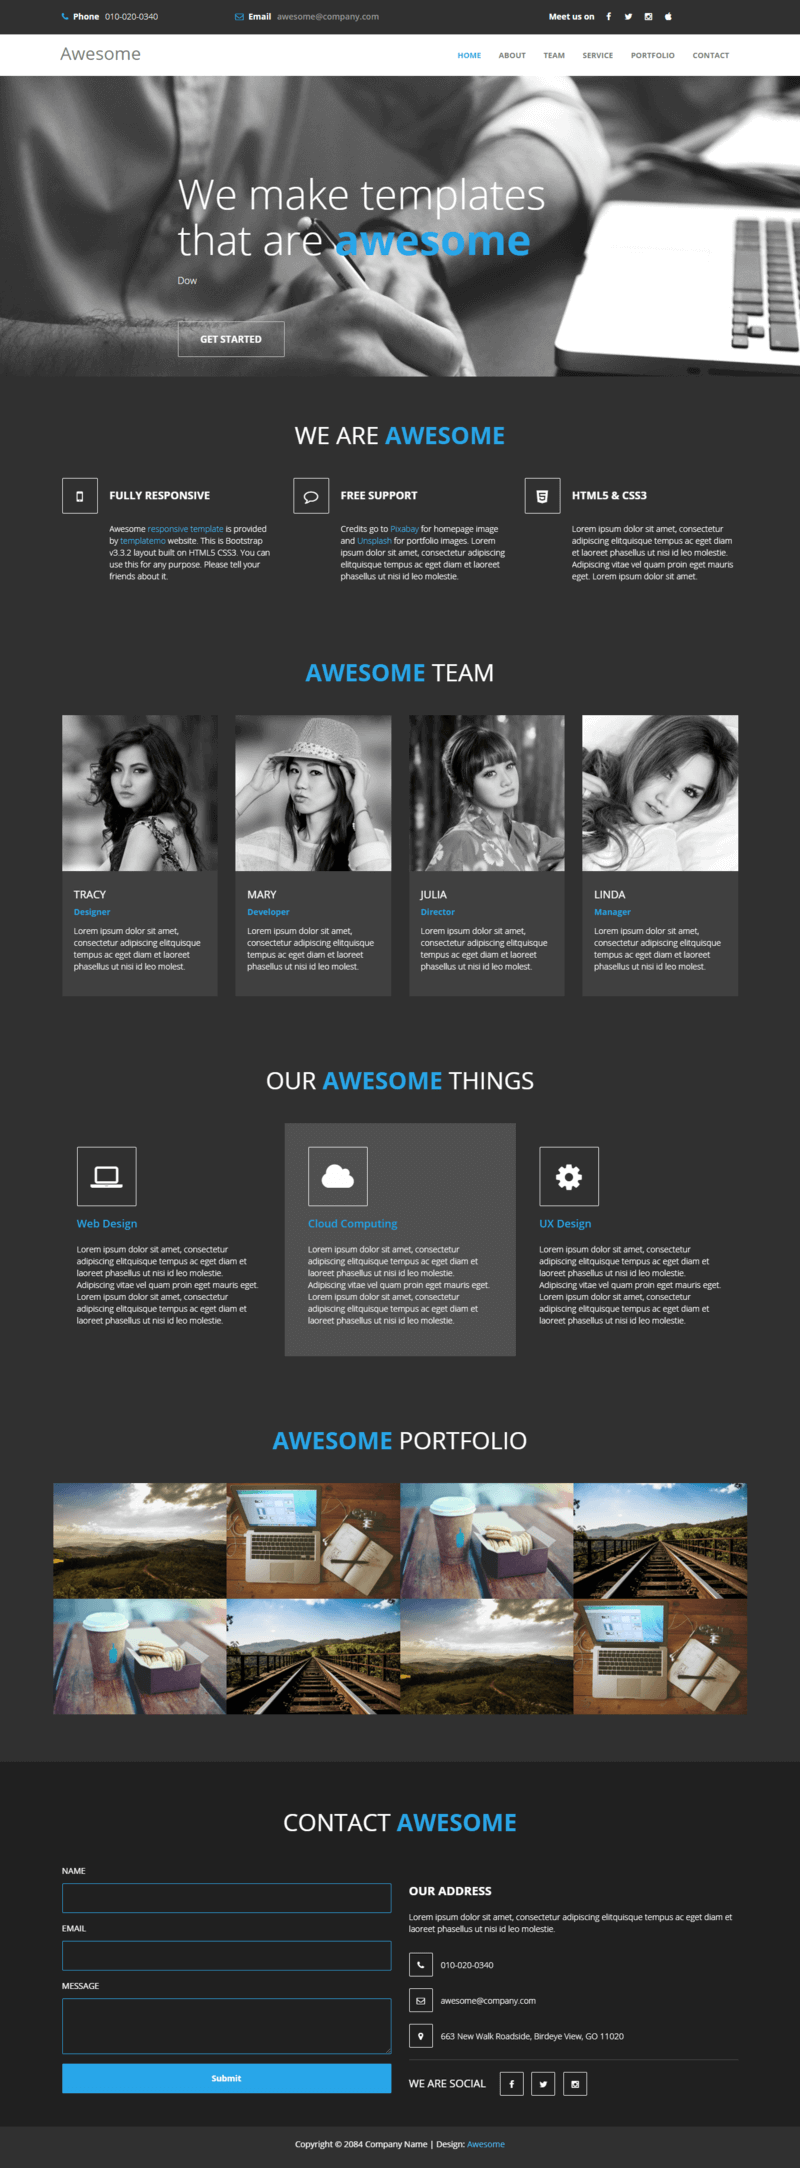 Phone 010-020-0340
Email awesome@company.com
Meet us on
Awesome
HOME ABOUT TEAM SERVICE PORTFOLIO CONTACT
We make templates
that are awesome
Dow
GET STARTED
WE ARE AWESOME
FULLY RESPONSIVE
Awesome responsive template is provided
by templatemo website. This is Bootstrap
v3.3.2 layout built on HTML5 CSS3. You can
use this for any purpose. Please tell your
friends about it.
FREE SUPPORT
Credits go to Pixabay for homepage image
and Unsplash for portfolio images. Lorem
ipsum dolor sit amet, consectetur adipiscing
elitquisque tempus ac eget diam et laoreet
phasellus ut nisi id leo molestie.
HTML5 & CSS3
Lorem ipsum dolor sit amet, consectetur
adipiscing elitquisque tempus ac eget diam
et laoreet phasellus ut nisi id leo molestie.
Adipiscing vitae vel quam proin eget mauris
eget. Lorem ipsum dolor sit amet.
AWESOME TEAM
TRACY
Designer
Lorem ipsum dolor sit amet,
consectetur adipiscing elitquisque
tempus ac eget diam et laoreet
phasellus ut nisi id leo molest.
MARY
Developer
Lorem ipsum dolor sit amet,
consectetur adipiscing elitquisque
tempus ac eget diam et laoreet
phasellus ut nisi id leo molest.
JULIA
Director
Lorem ipsum dolor sit amet,
consectetur adipiscing elitquisque
tempus ac eget diam et laoreet
phasellus ut nisi id leo molest.
LINDA
Manager
Lorem ipsum dolor sit amet,
consectetur adipiscing elitquisque
tempus ac eget diam et laoreet
phasellus ut nisi id leo molest.
OUR AWESOME THINGS
Web Design
Lorem ipsum dolor sit amet, consectetur
adipiscing elitquisque tempus ac eget diam et
laoreet phasellus ut nisi id leo molestie.
Adipiscing vitae vel quam proin eget mauris eget.
Lorem ipsum dolor sit amet, consectetur
adipiscing elitquisque tempus ac eget diam et
laoreet phasellus ut nisi id leo molestie.
Cloud Computing
Lorem ipsum dolor sit amet, consectetur
adipiscing elitquisque tempus ac eget diam et
laoreet phasellus ut nisi id leo molestie.
Adipiscing vitae vel quam proin eget mauris eget.
Lorem ipsum dolor sit amet, consectetur
adipiscing elitquisque tempus ac eget diam et
laoreet phasellus ut nisi id leo molestie.
UX Design
Lorem ipsum dolor sit amet, consectetur
adipiscing elitquisque tempus ac eget diam et
laoreet phasellus ut nisi id leo molestie.
Adipiscing vitae vel quam proin eget mauris eget.
Lorem ipsum dolor sit amet, consectetur
adipiscing elitquisque tempus ac eget diam et
laoreet phasellus ut nisi id leo molestie.
AWESOME PORTFOLIO
CONTACT AWESOME
NAME
EMAIL
MESSAGE
Submit
OUR ADDRESS
Lorem ipsum dolor sit amet, consectetur adipiscing elitquisque tempus ac eget diam et
laoreet phasellus ut nisi id leo molestie.
010-020-0340
awesome@company.com
663 New Walk Roadside, Birdeye View, GO 11020
WE ARE SOCIAL
Copyright © 2084 Company Name | Design: Awesome